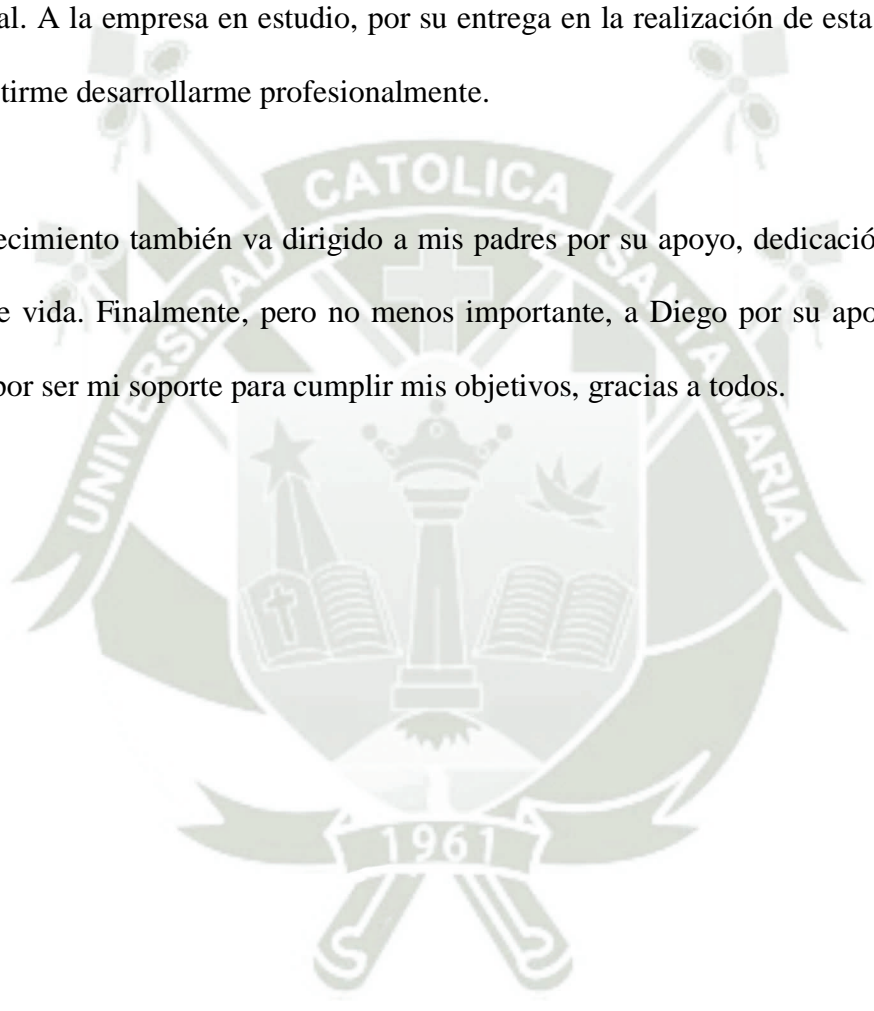 al. A la empresa en estudio, por su entrega en la realización de esta
tirme desarrollarme profesionalmente.
ecimiento también va dirigido a mis padres por su apoyo, dedicació
e vida. Finalmente, pero no menos importante, a Diego por su apo
por ser mi soporte para cumplir mis objetivos, gracias a todos.
UNIVERSIDAD CATOLICA SANTA MARIA
1961